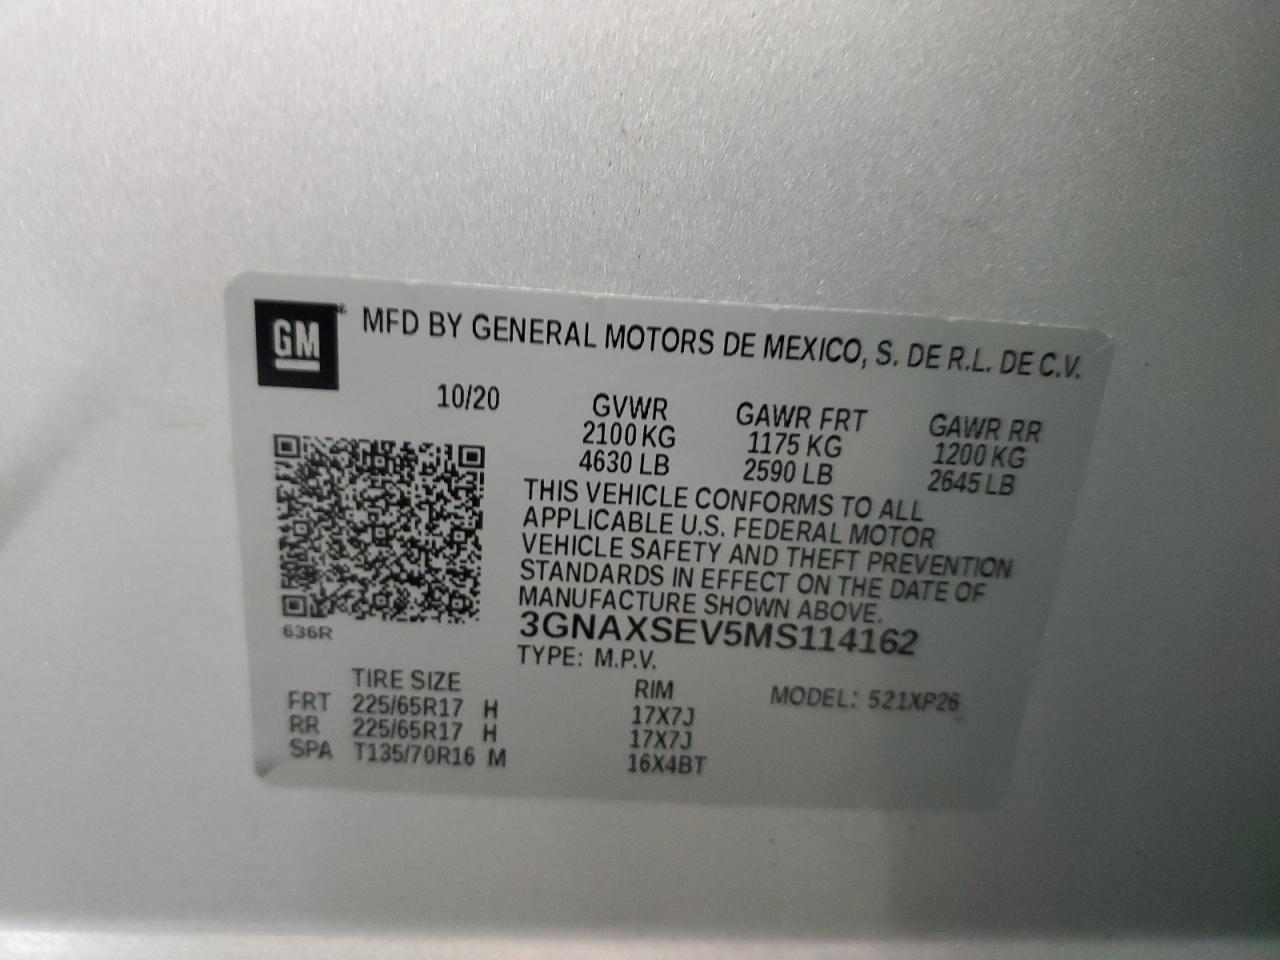 GM
MFD BY GENERAL MOTORS DE MEXICO, S. DE R.L. DE C.V.
10/20
GVWR GAWR FRT GAWR RR
2100 KG 1175 KG 1200 KG
4630 LB 2590 LB 2645 LB
THIS VEHICLE CONFORMS TO ALL
APPLICABLE U.S. FEDERAL MOTOR
VEHICLE SAFETY AND THEFT PREVENTION
STANDARDS IN EFFECT ON THE DATE OF
MANUFACTURE SHOWN ABOVE.
636R
3GNAXSEV5MS114162
TYPE: M.P.V.
TIRE SIZE RIM MODEL: 521XP26
FRT 225/65R17 H 17X7J
RR 225/65R17 H 17X7J
SPA T135/70R16 M 16X4BT